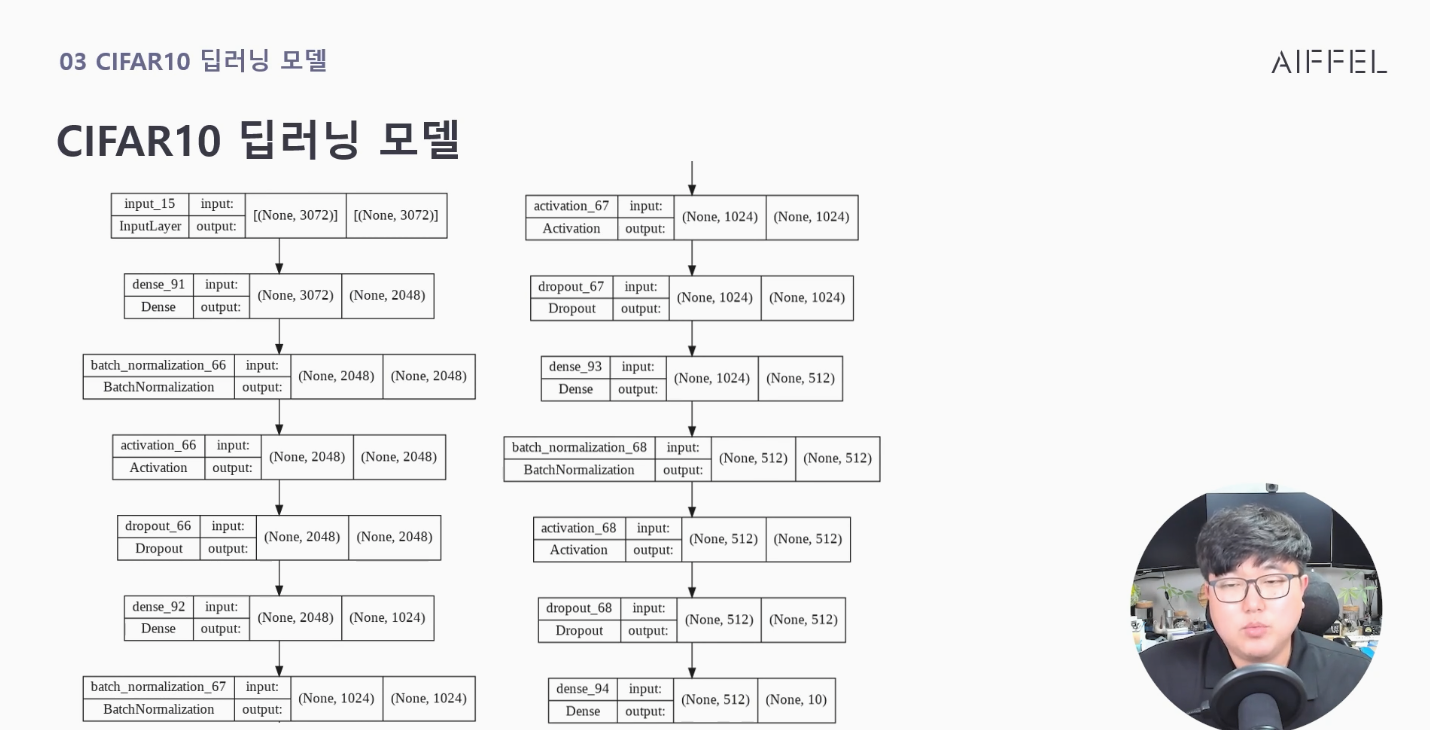 03 CIFAR10 딥러닝 모델
AIFFEL
CIFAR10 딥러닝 모델
input_15 input: [(None, 3072)] [(None, 3072)]
InputLayer output:
dense_91 input: (None, 3072) (None, 2048)
Dense output:
batch_normalization_66 input: (None, 2048) (None, 2048)
BatchNormalization output:
activation_66 input: (None, 2048) (None, 2048)
Activation output:
dropout_66 input: (None, 2048) (None, 2048)
Dropout output:
dense_92 input: (None, 2048) (None, 1024)
Dense output:
batch_normalization_67 input: (None, 1024) (None, 1024)
BatchNormalization output:
activation_67 input: (None, 1024) (None, 1024)
Activation output:
dropout_67 input: (None, 1024) (None, 1024)
Dropout output:
dense_93 input: (None, 1024) (None, 512)
Dense output:
batch_normalization_68 input: (None, 512) (None, 512)
BatchNormalization output:
activation_68 input: (None, 512) (None, 512)
Activation output:
dropout_68 input: (None, 512) (None, 512)
Dropout output:
dense_94 input: (None, 512) (None, 10)
Dense output: